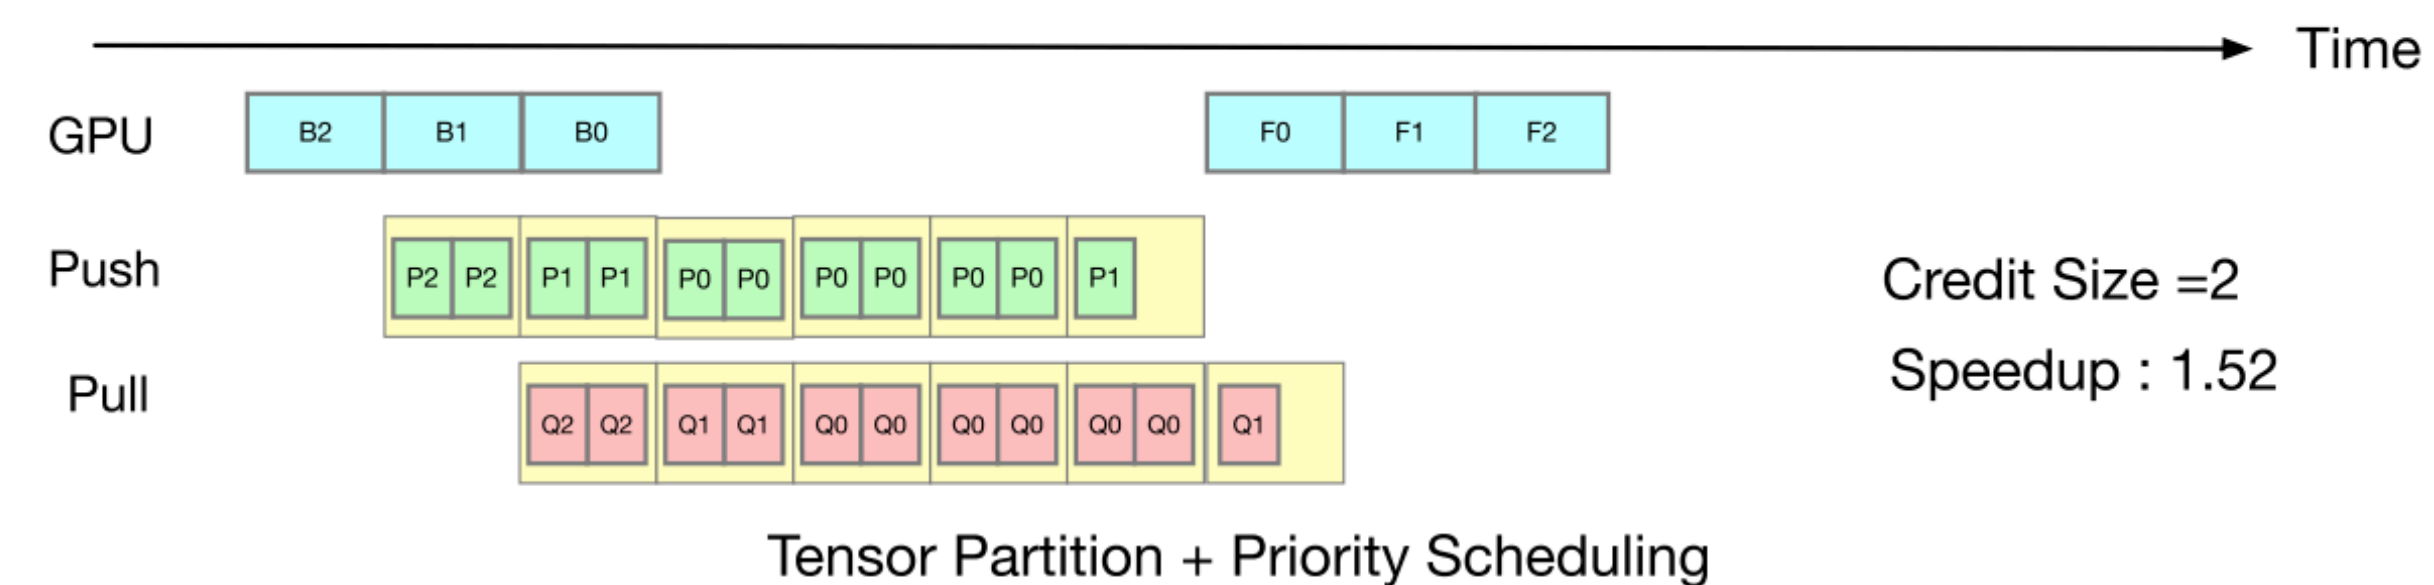 Time
GPU B2 B1 B0 F0 F1 F2
Push P2 P2 P1 P1 P0 P0 P0 P0 P0 P0 P1
Credit Size =2
Pull Q2 Q2 Q1 Q1 Q0 Q0 Q0 Q0 Q0 Q0 Q1
Speedup : 1.52
Tensor Partition + Priority Scheduling